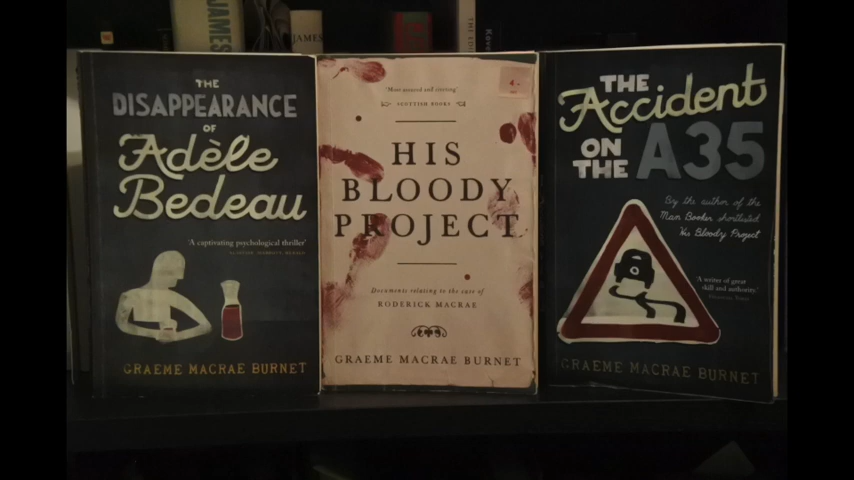 JAMES
JAMES
THE
DISAPPEARANCE
OF
Adèle
Bedeau
'A captivating psychological thriller'
GRAEME MACRAE BURNET
SCOTTISH BOOKS
HIS
BLOODY
PROJECT
Documents relating to the case of
RODERICK MACRAE
GRAEME MACRAE BURNET
THE
Accident
ON
THE A35
By the author of the
Man Booker shortlisted
His Bloody Project
'A writer of great
skill and authority.'
GRAEME MACRAE BURNET